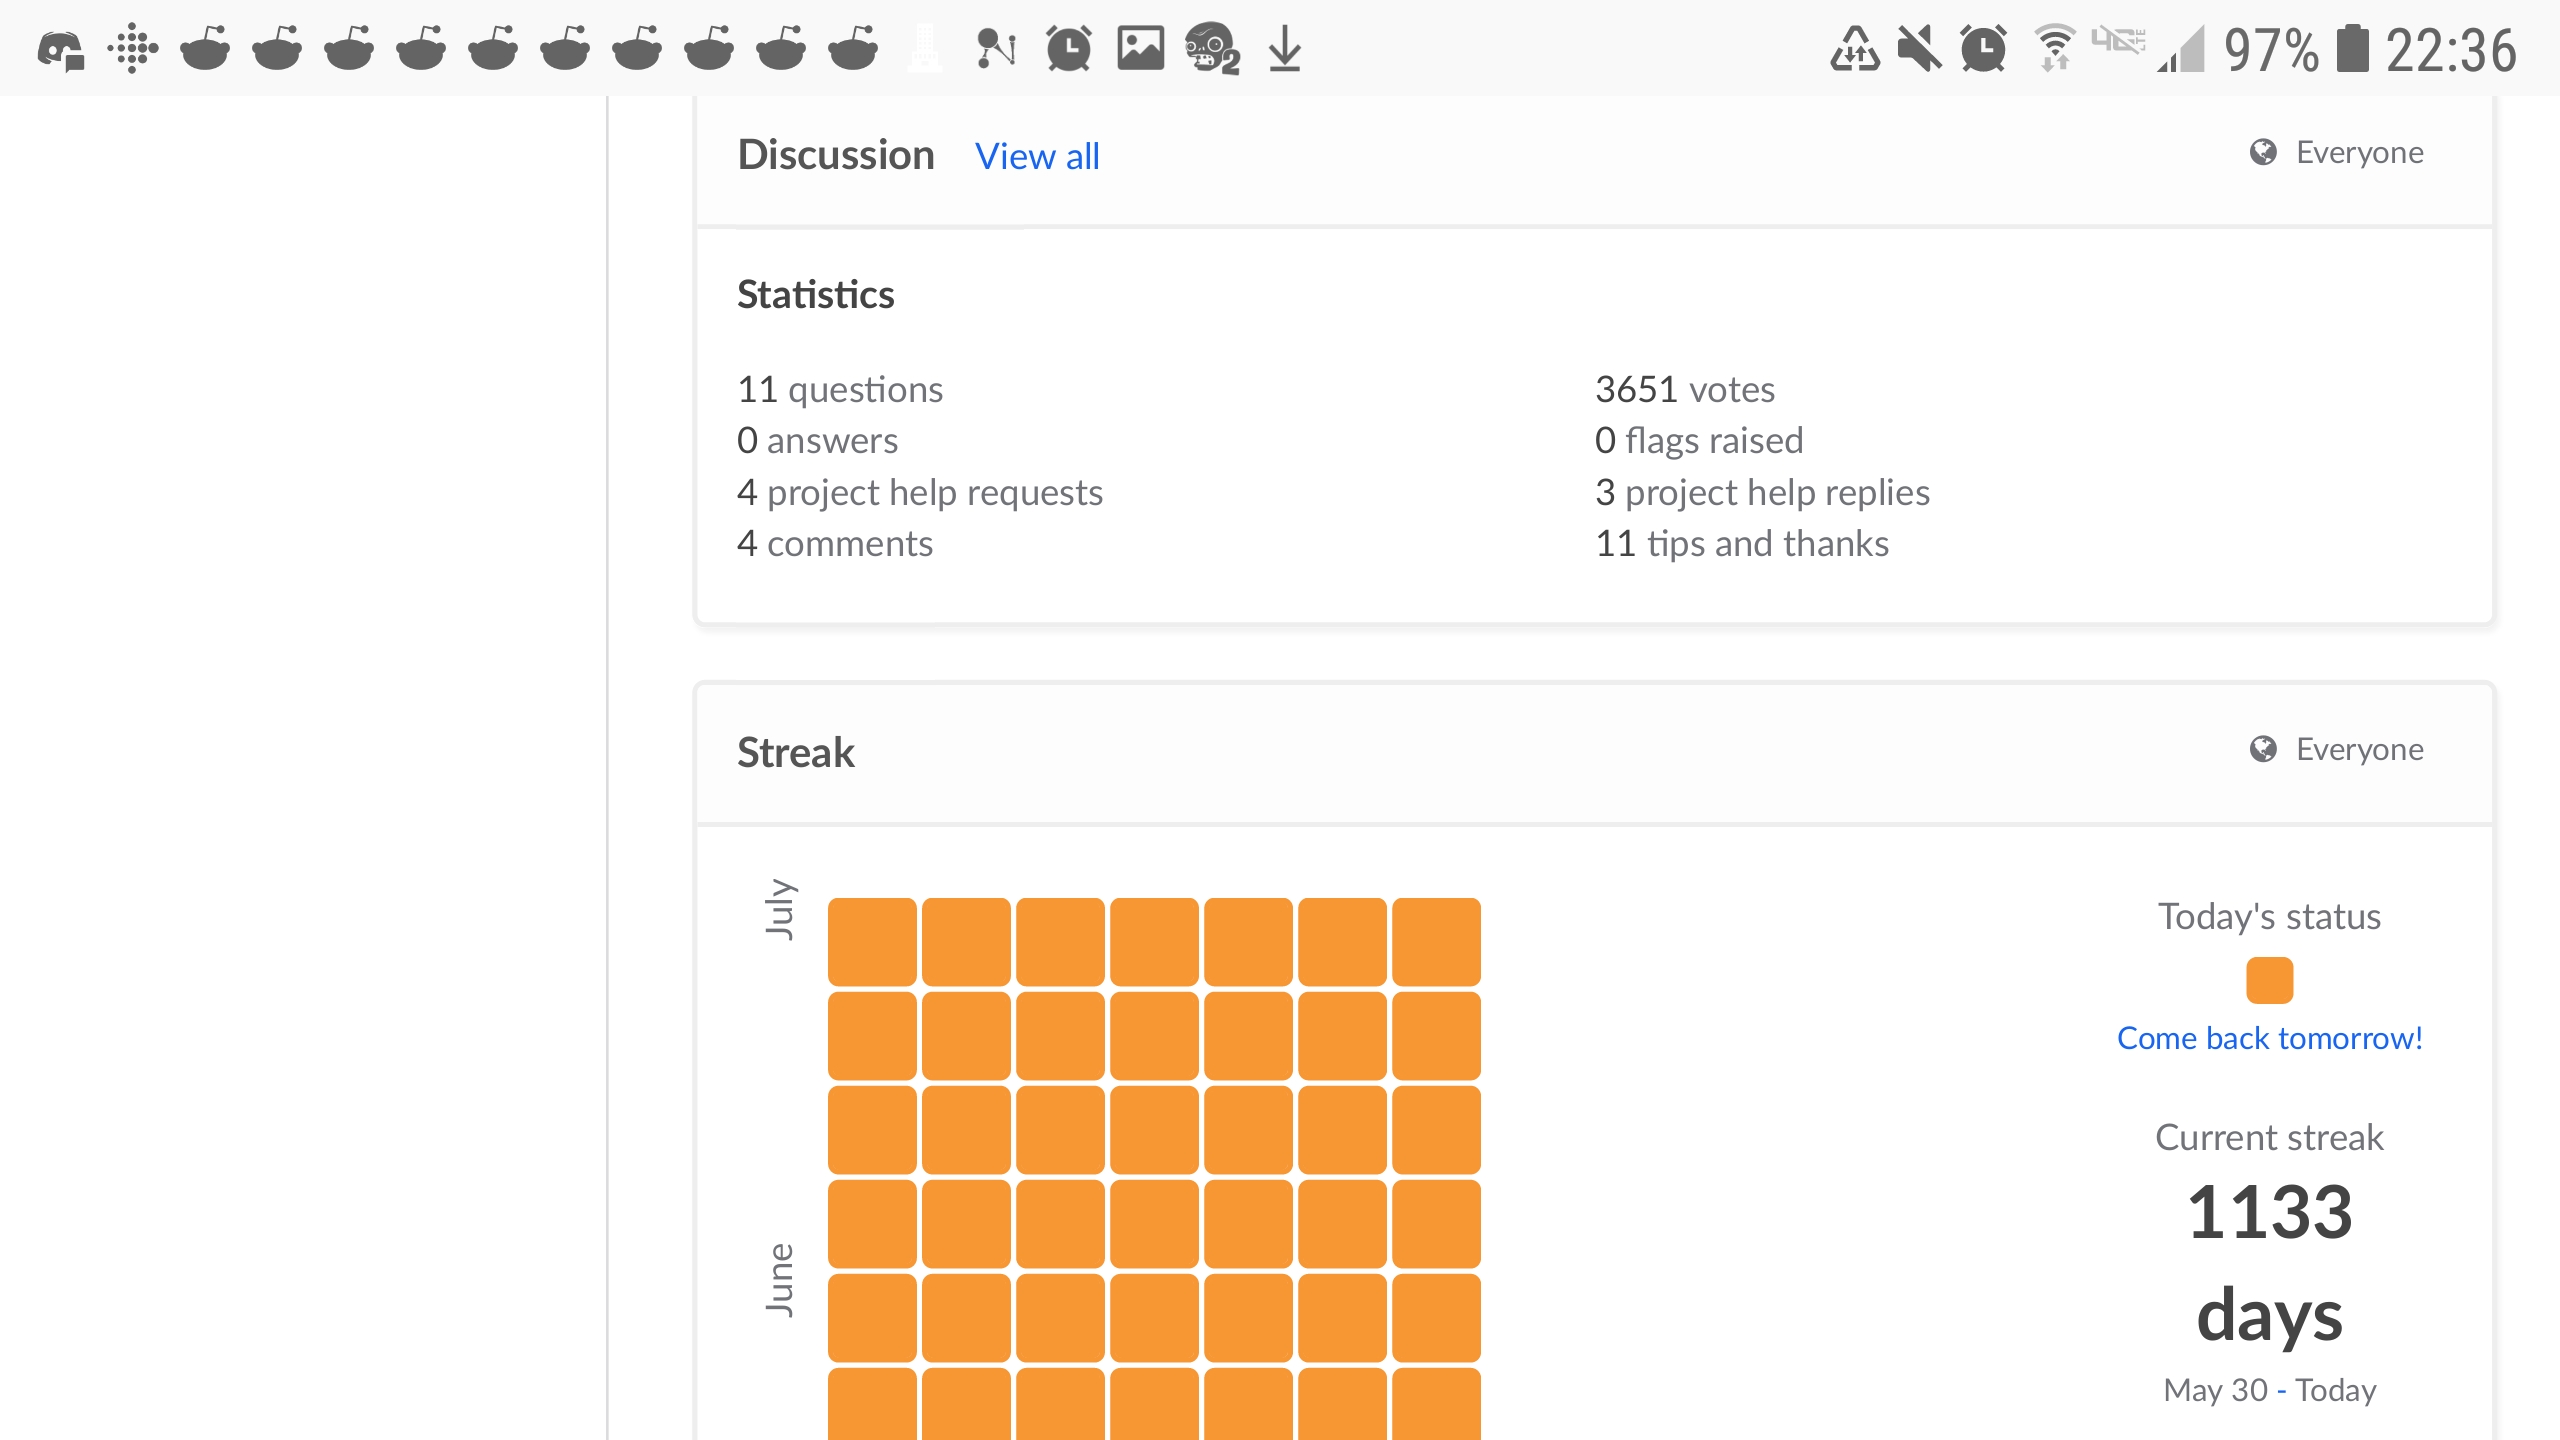 97% 22:36
Discussion View all Everyone
Statistics
11 questions
0 answers
4 project help requests
4 comments
3651 votes
0 flags raised
3 project help replies
11 tips and thanks
Streak Everyone
July
June
Today's status
Come back tomorrow!
Current streak
1133
days
May 30 - Today